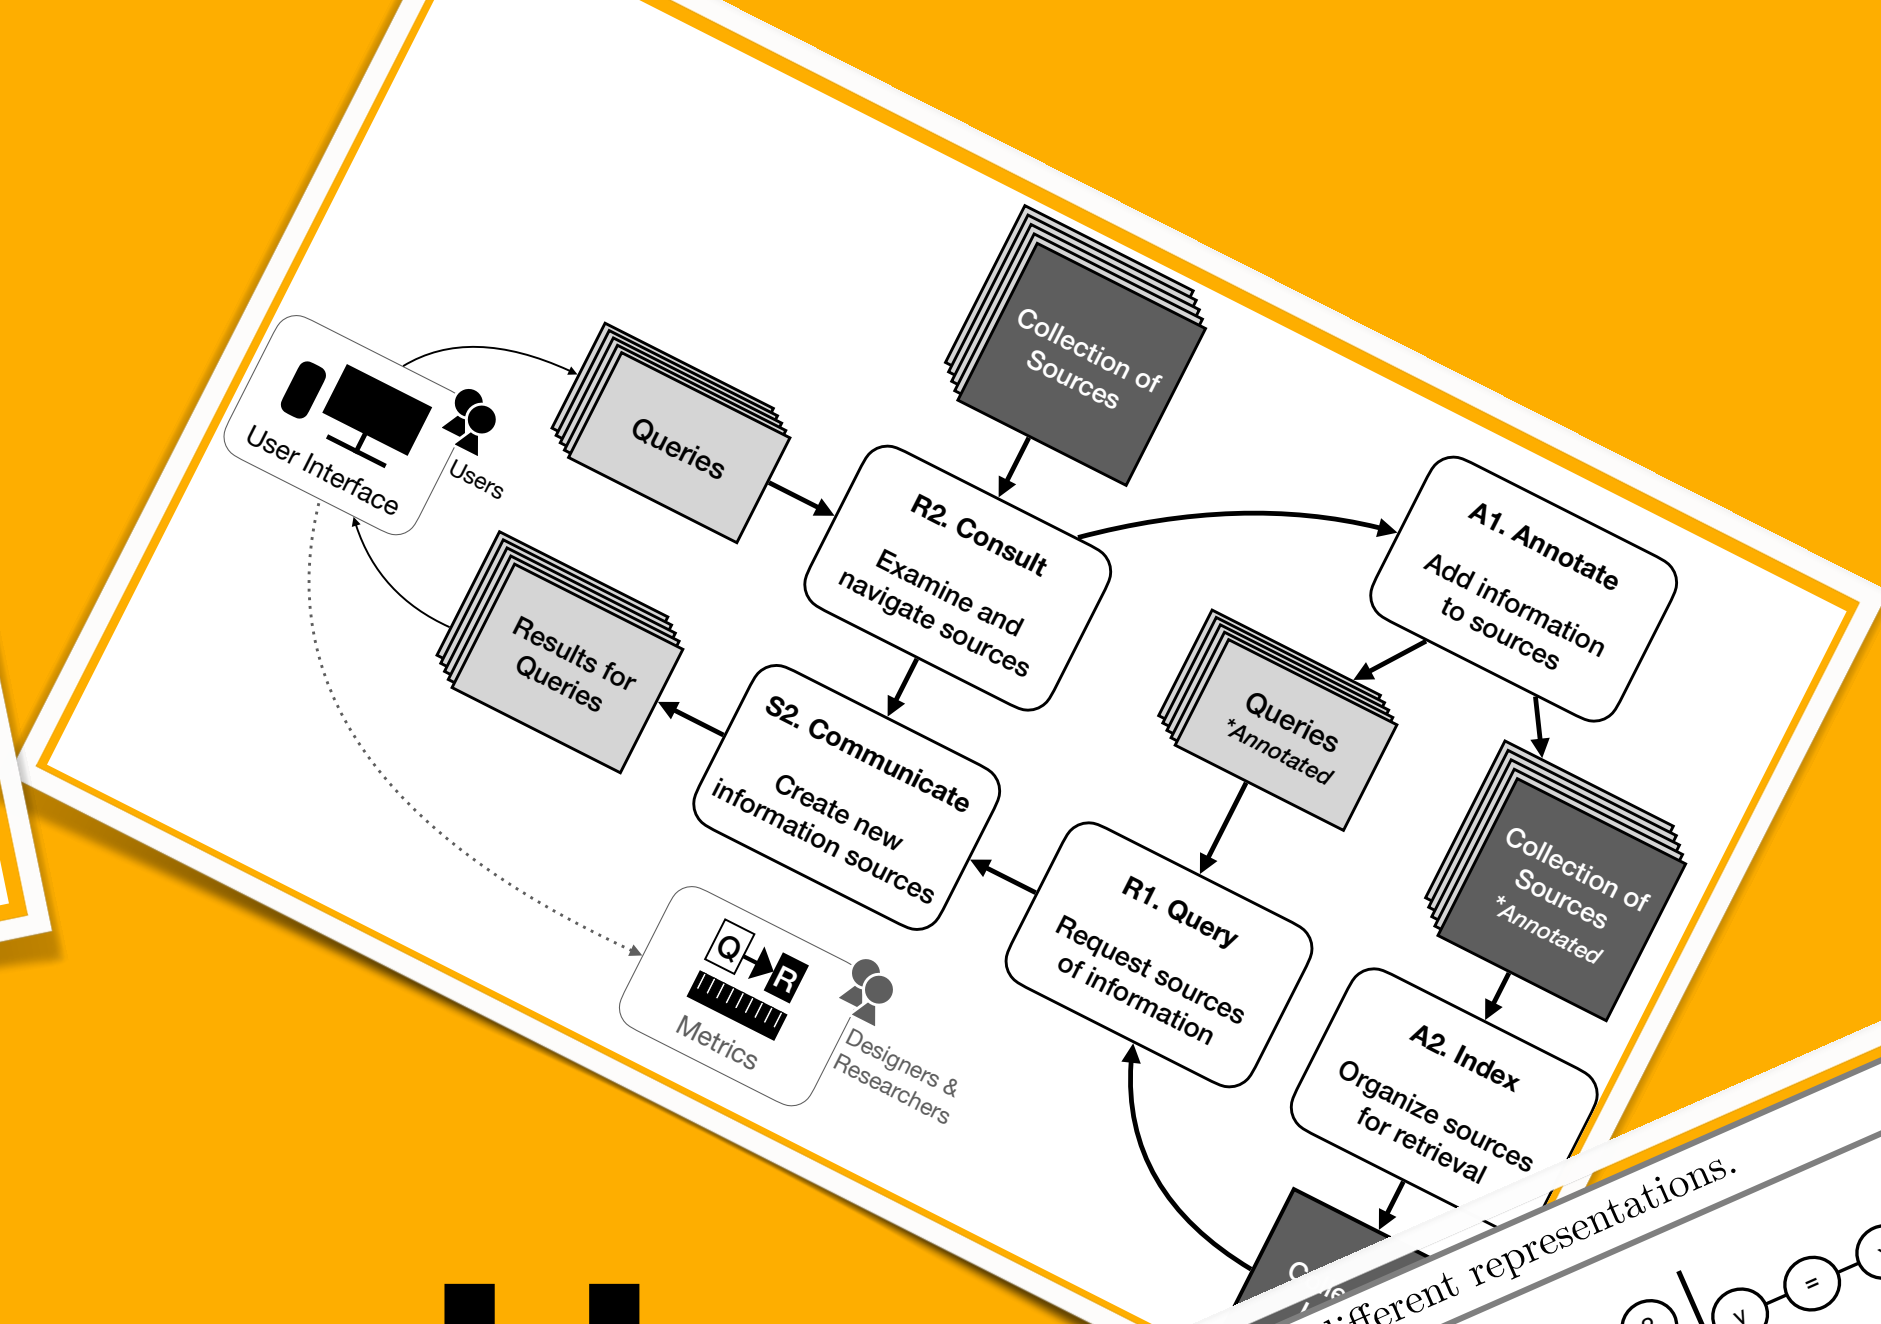 Collection of
Sources
Queries
User Interface
Users
R2. Consult
Examine and
navigate sources
A1. Annotate
Add information
to sources
Results for
Queries
S2. Communicate
Create new
information sources
Queries
*Annotated
Collection of
Sources
*Annotated
R1. Query
Request sources
of information
Q
R
Metrics
Designers &
Researchers
A2. Index
Organize sources
for retrieval
representations.
y
=